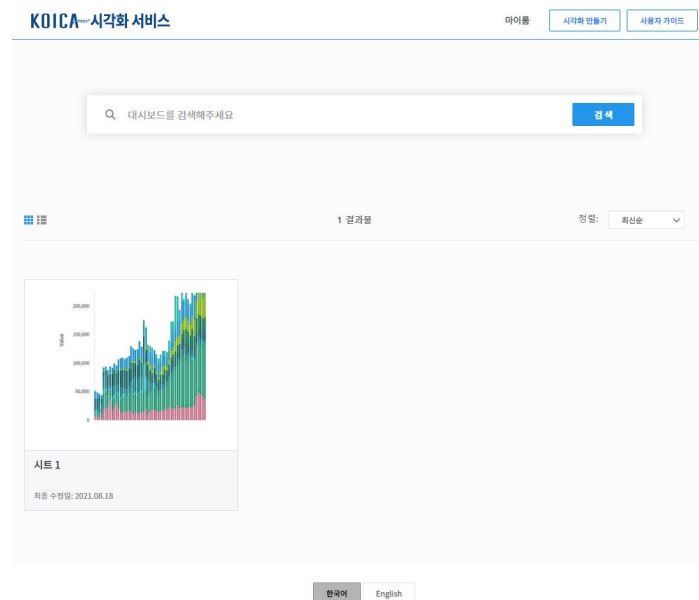 KOICA 시각화 서비스
마이룸
시각화 만들기
사용자 가이드
대시보드를 검색해주세요
검색
1 결과물
정렬:
최신순
200,000
150,000
100,000
50,000
0
Value
시트 1
최종 수정일: 2021.08.18
한국어
English